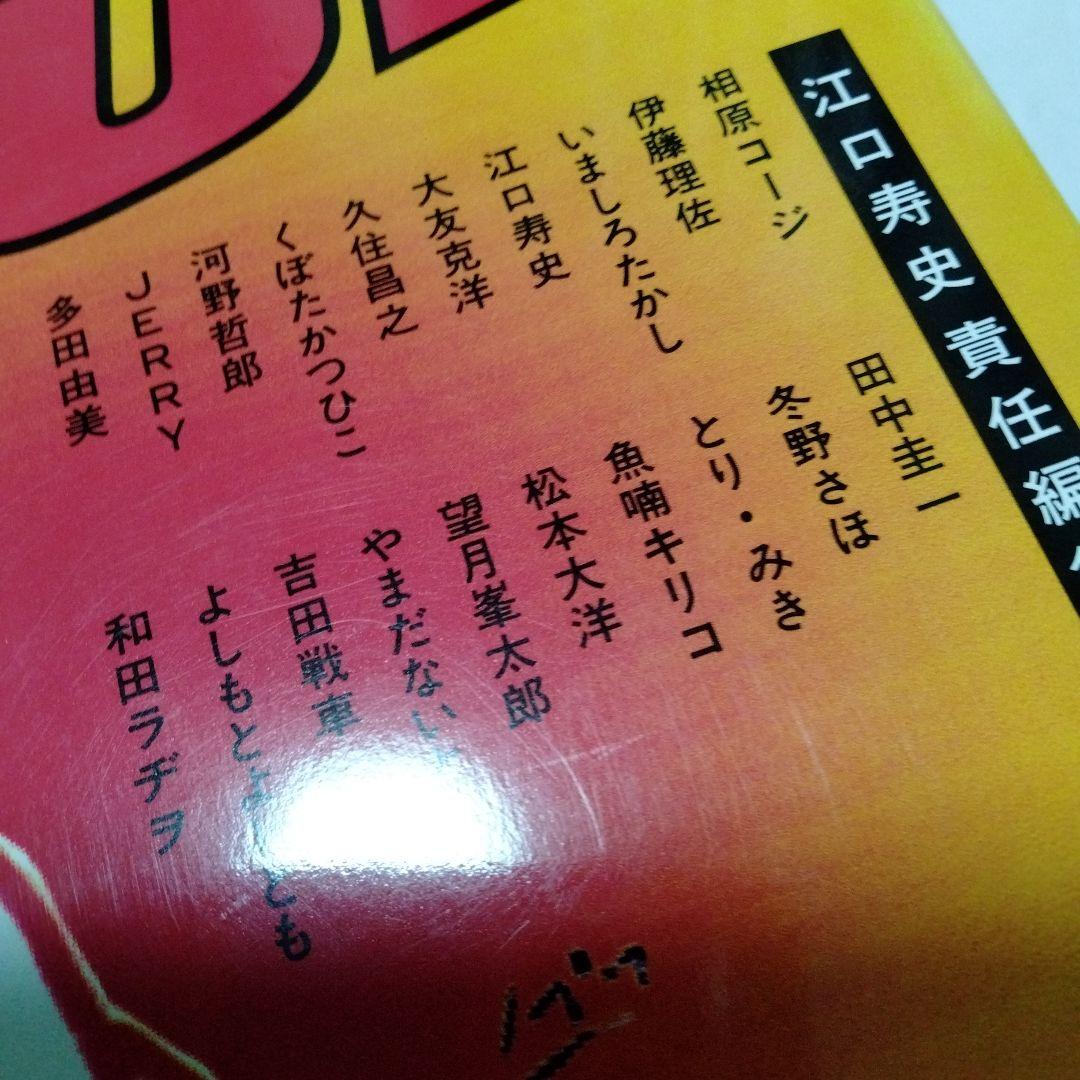 江口寿史 責任編
相原コージ
伊藤理佐
いましろたかし
江口寿史
大友克洋
久住昌之
くぼたかつひこ
河野哲郎
JERRY
多田由美
田中圭一
冬野さほ
とり・みき
魚喃キリコ
松本大洋
望月峯太郎
やまだない
吉田戦車
よしもとよしとも
和田ラヂヲ